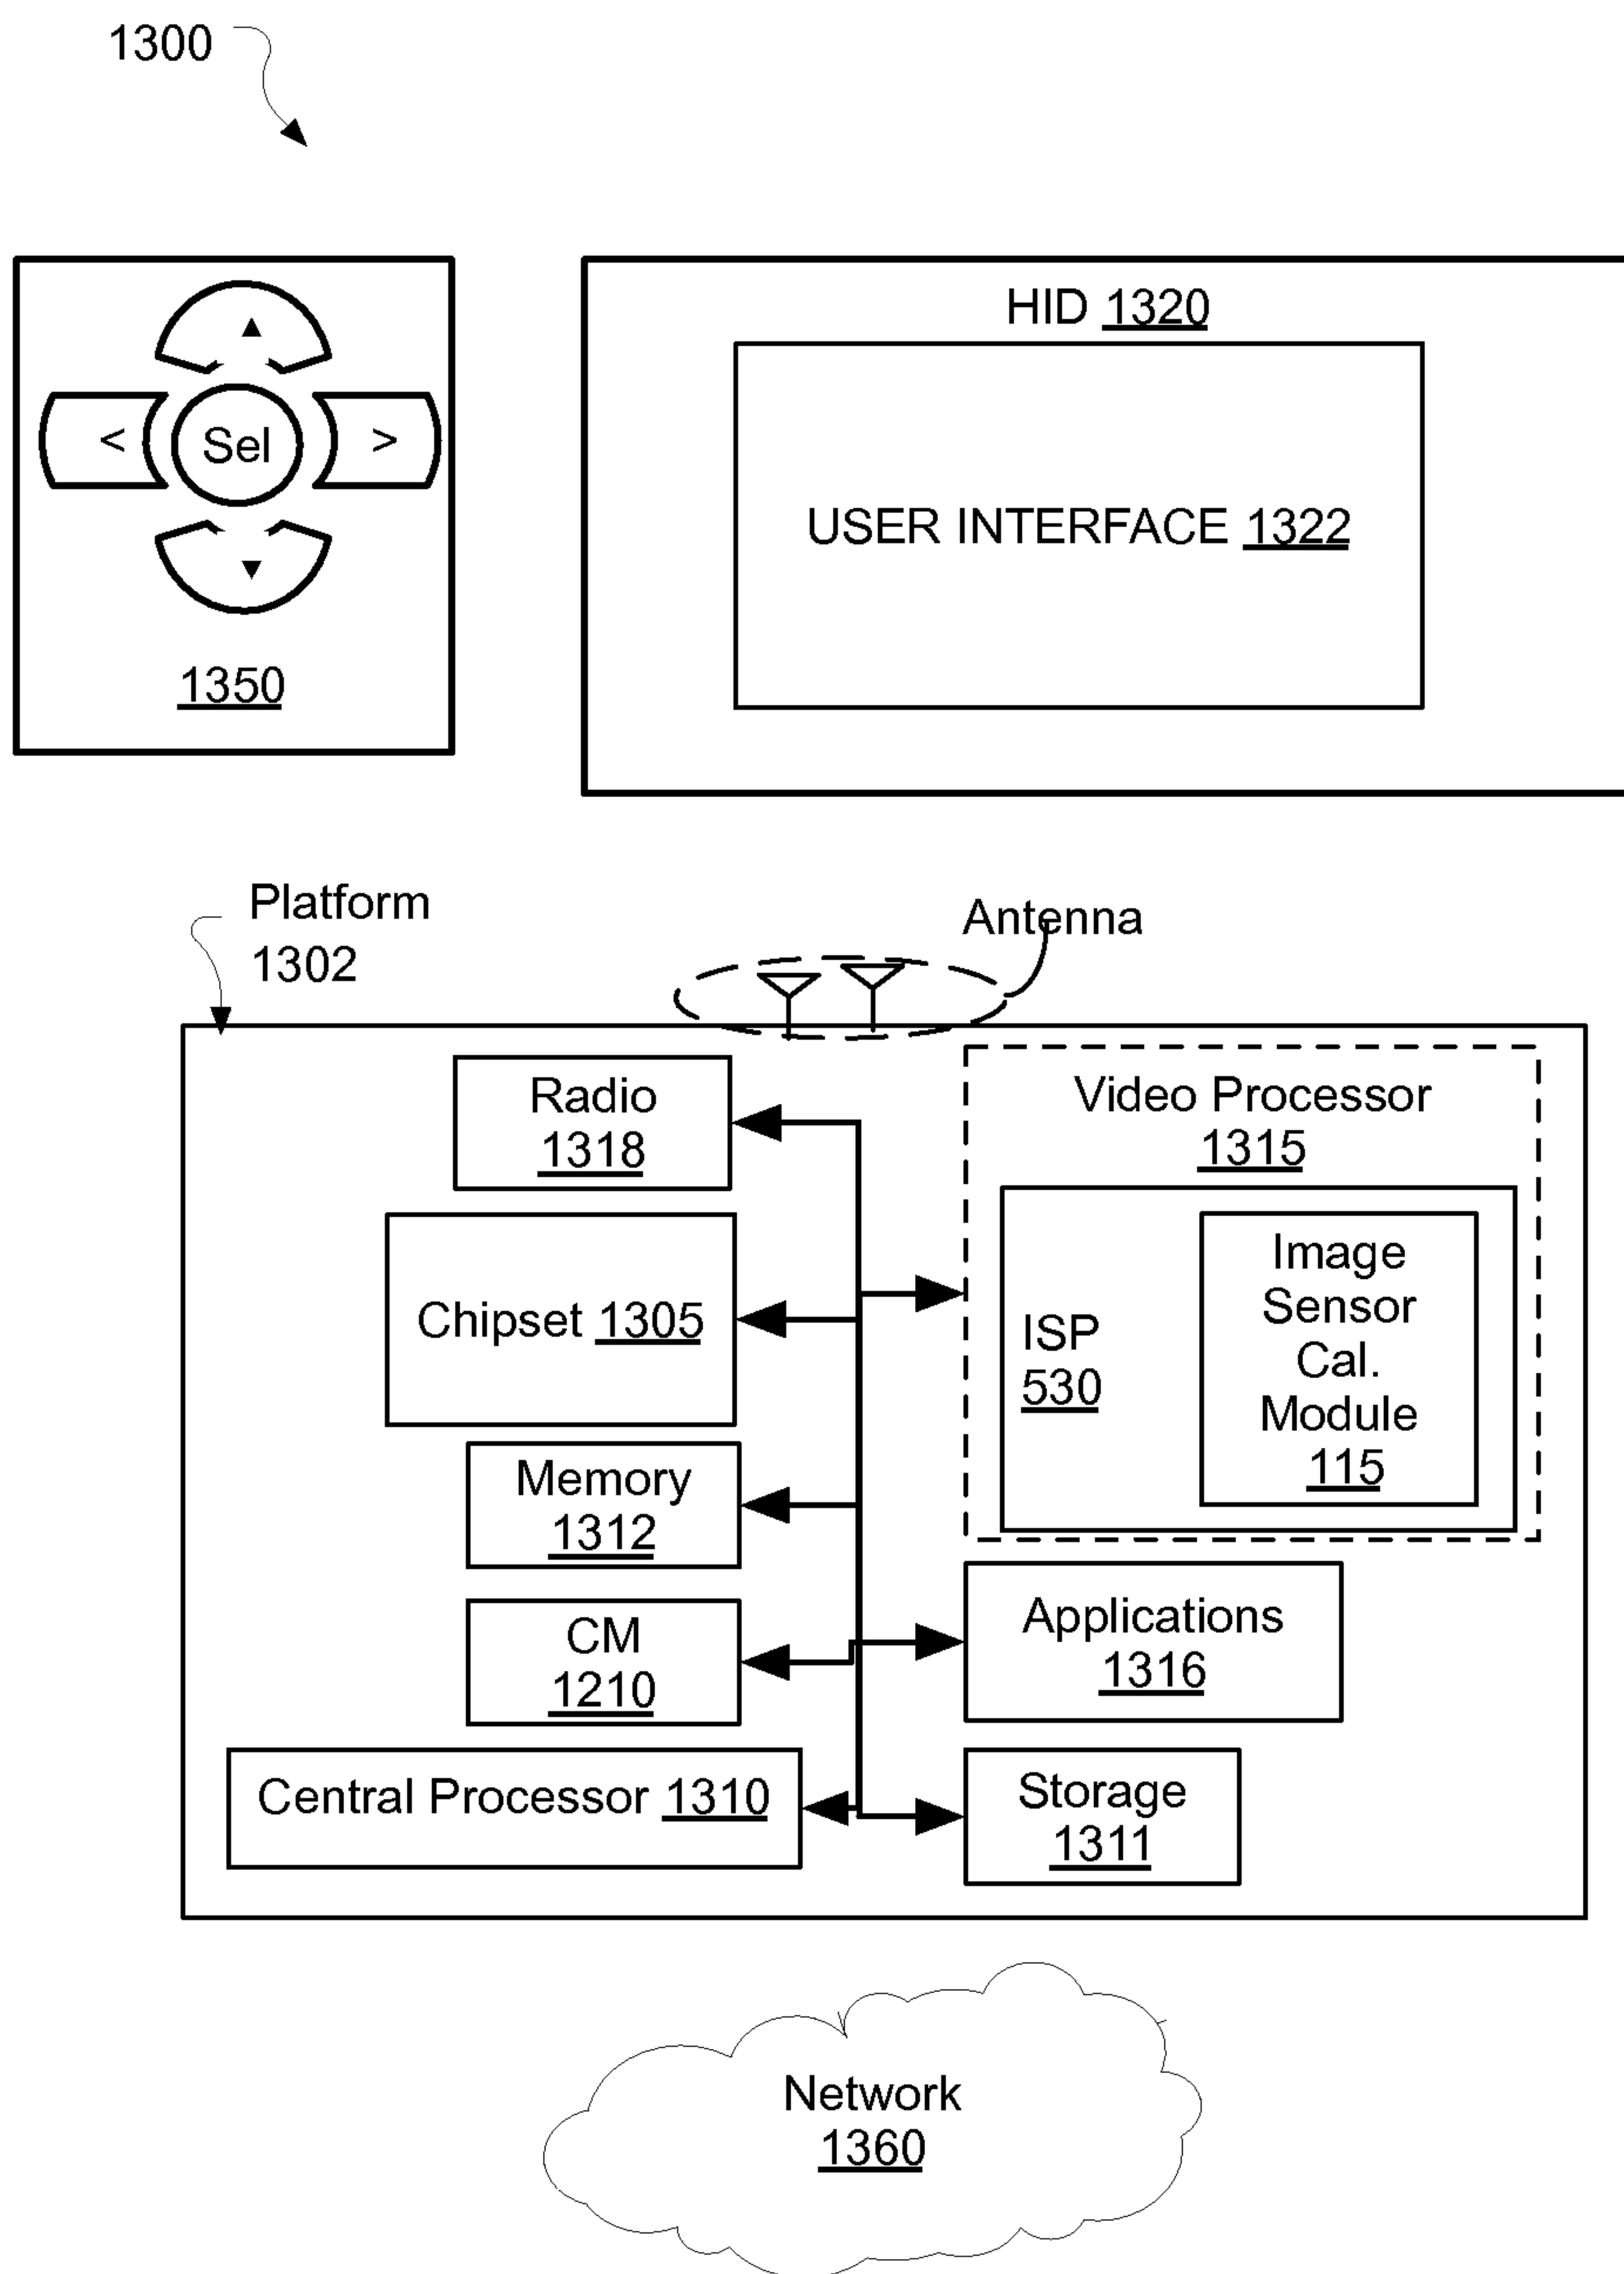 1300
▲
<
Sel
>
▼
1350
HID 1320
USER INTERFACE 1322
Platform
1302
Antenna
Radio
1318
Chipset 1305
Memory
1312
CM
1210
Central Processor 1310
Video Processor
1315
ISP
530
Image
Sensor
Cal.
Module
115
Applications
1316
Storage
1311
Network
1360